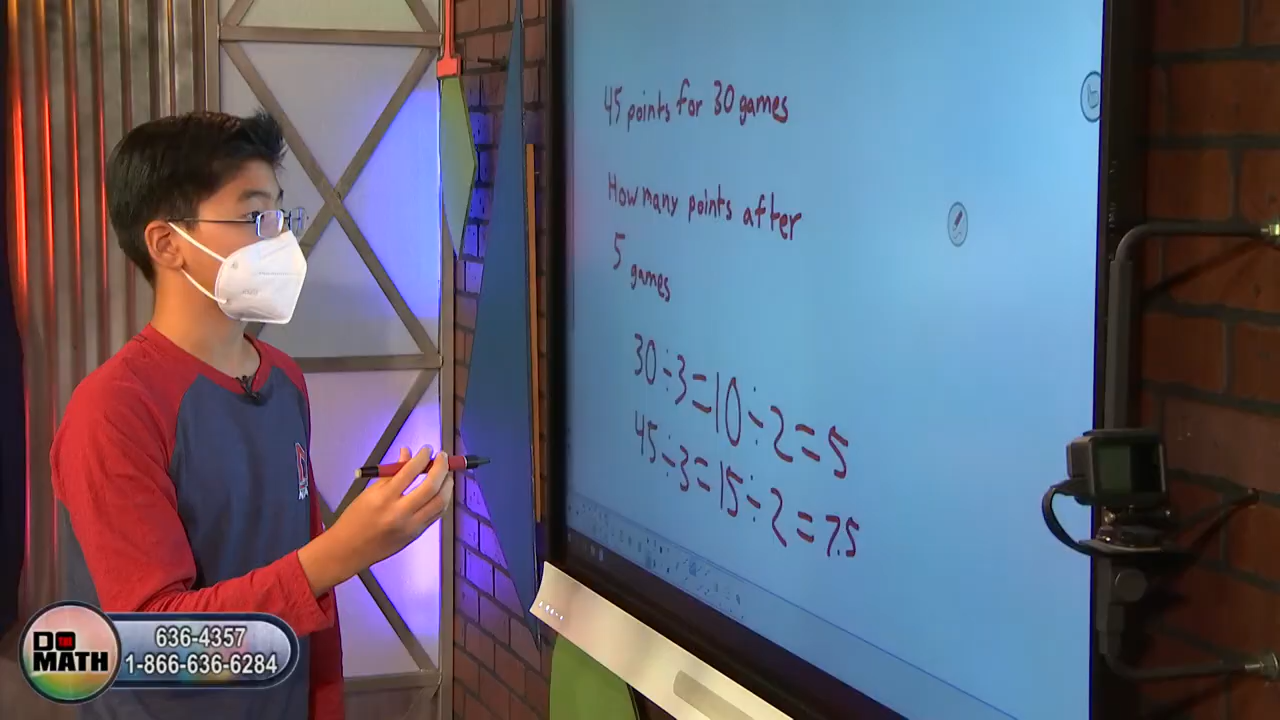 45 points for 30 games
How many points after
5 games
30÷3=10÷2=5
45÷3=15÷2=7.5
DO THE MATH
636-4357
1-866-636-6284